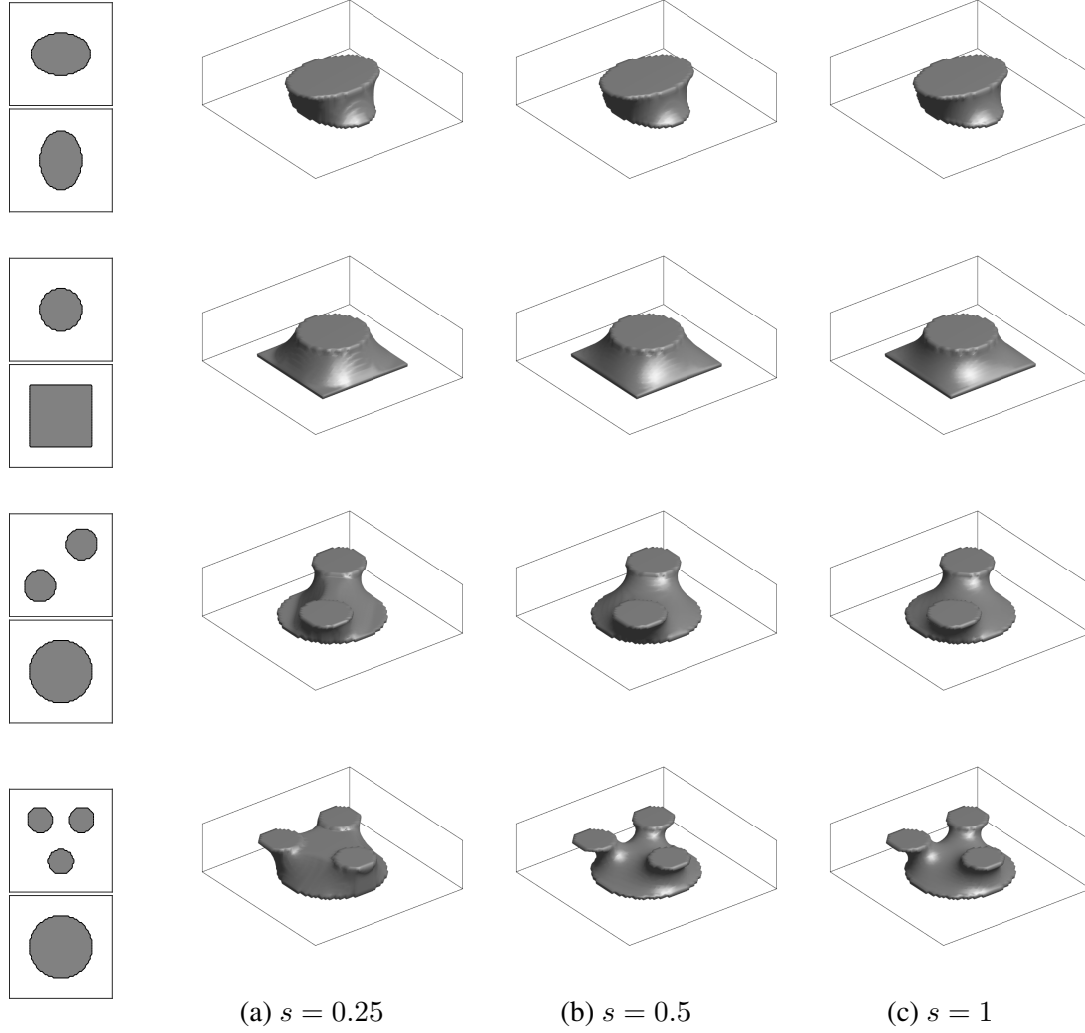 (a) s = 0.25 (b) s = 0.5 (c) s = 1